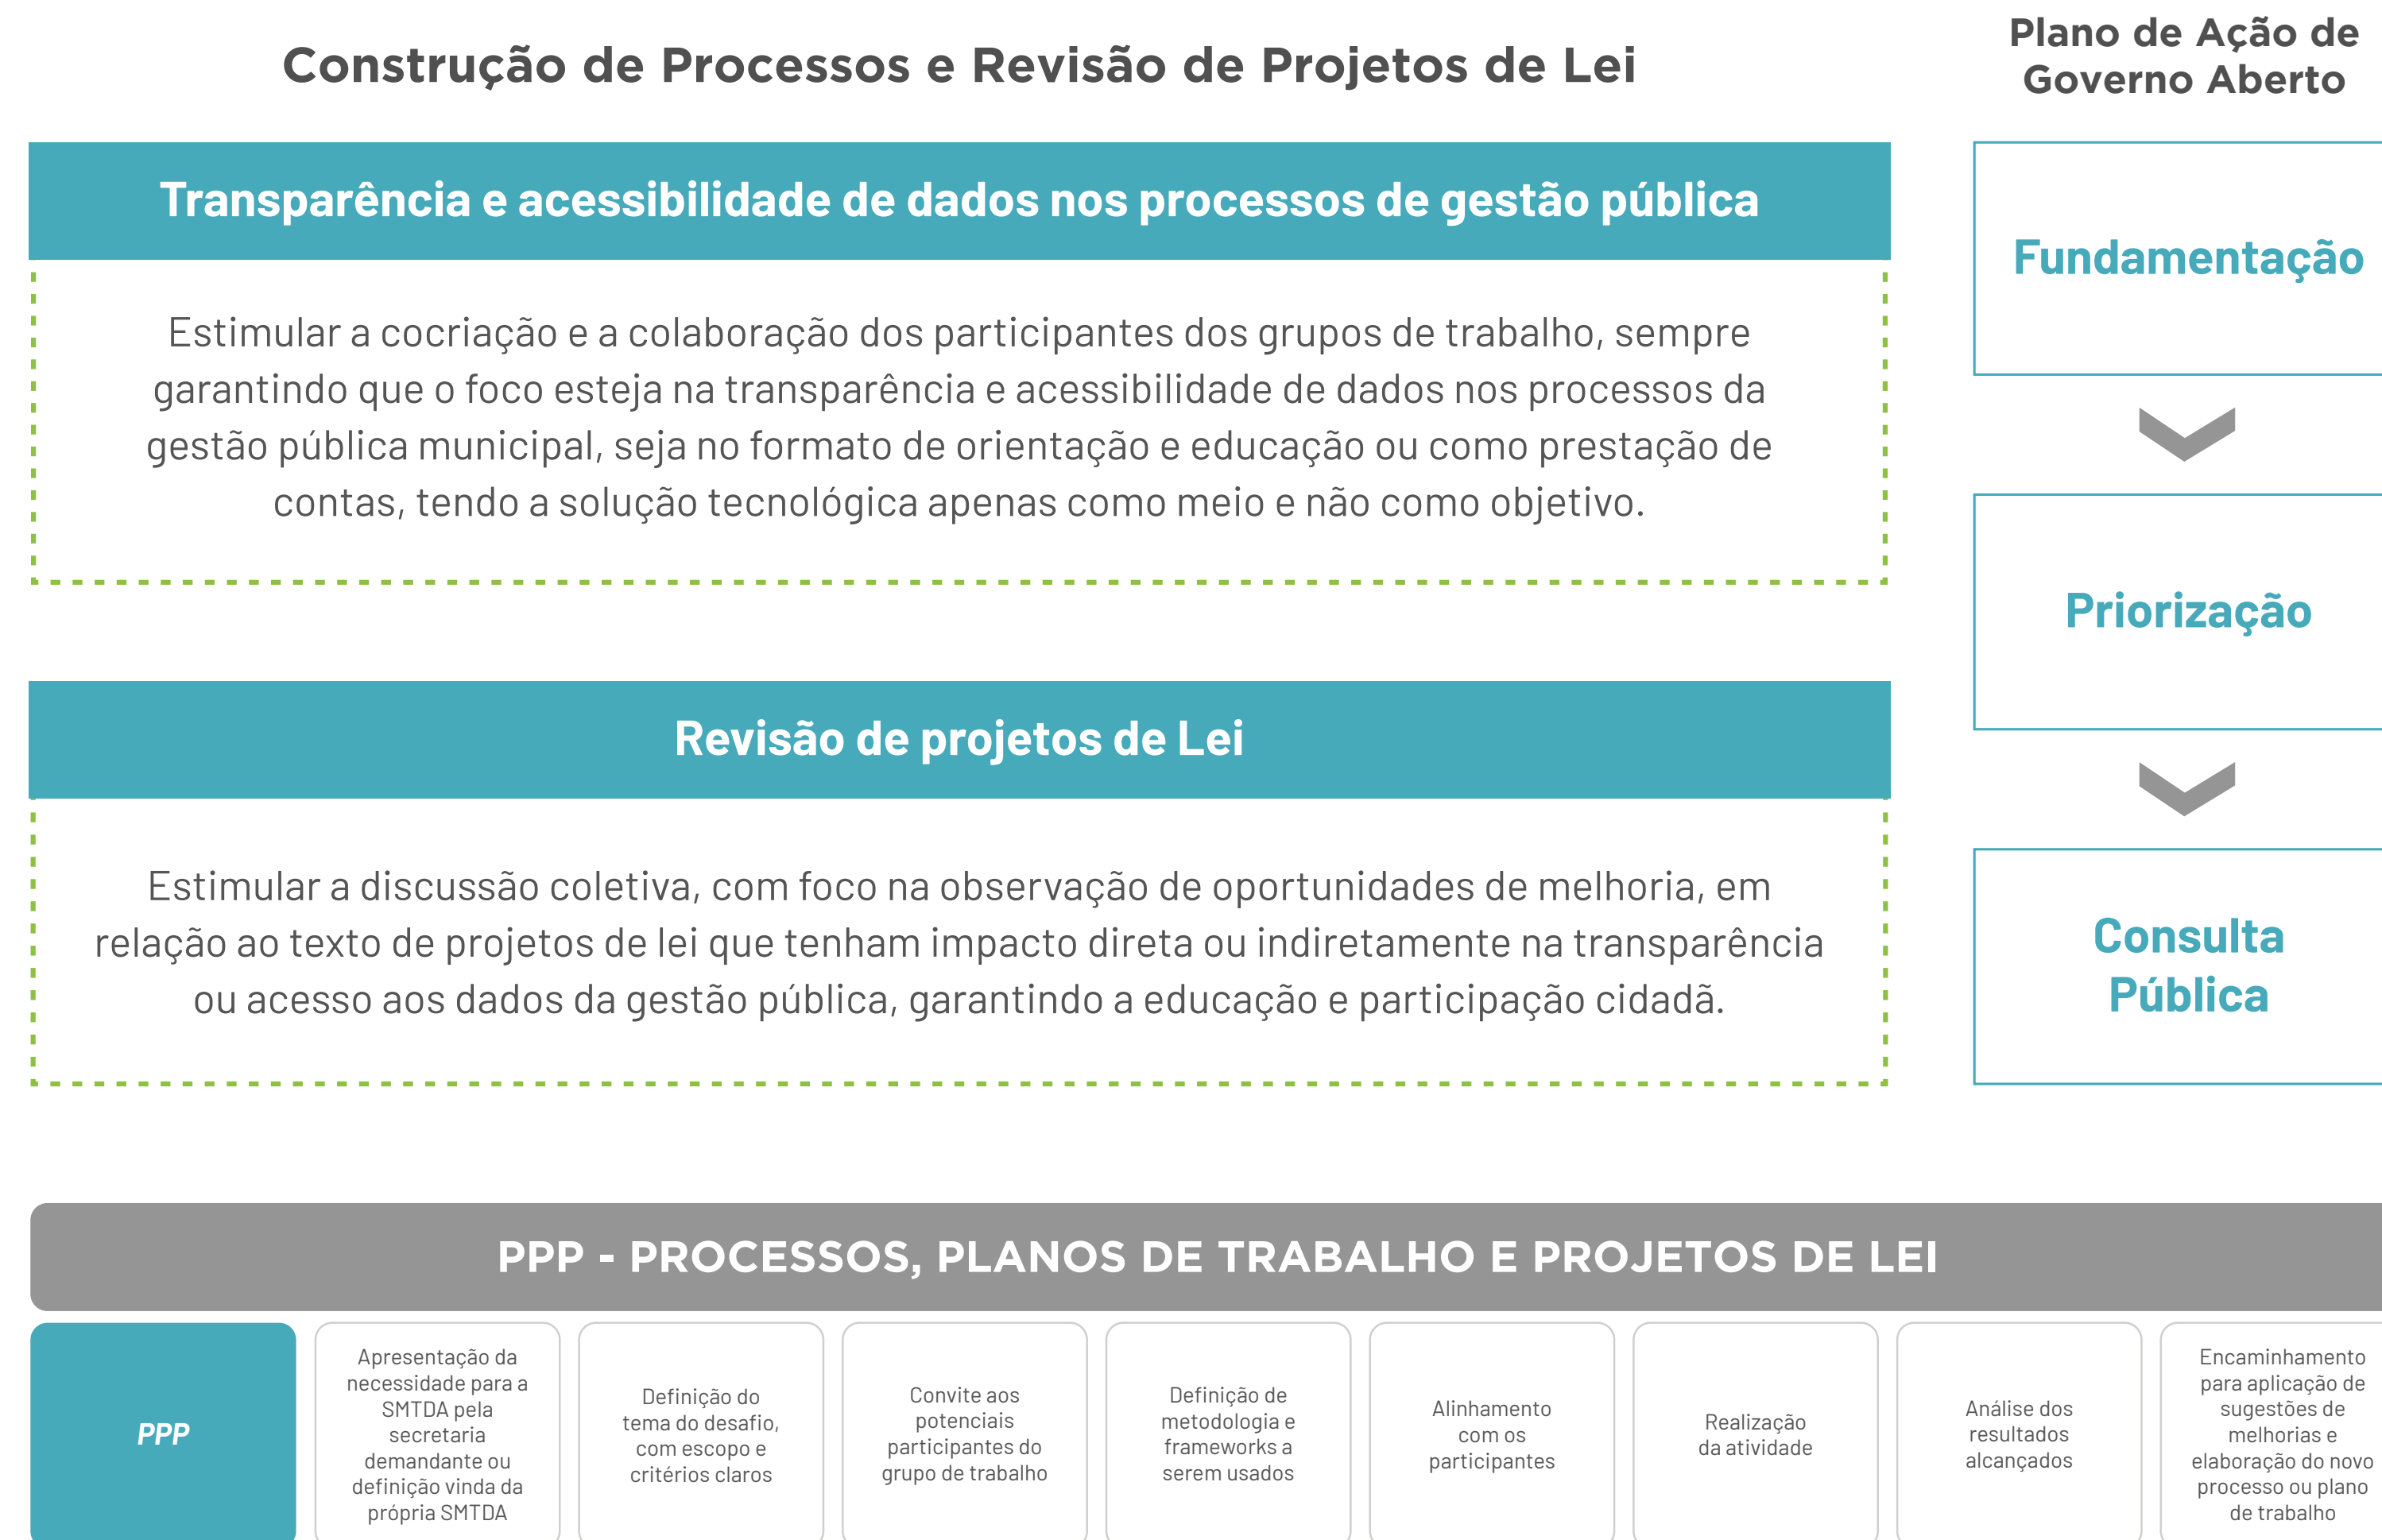 Construção de Processos e Revisão de Projetos de Lei
Transparência e acessibilidade de dados nos processos de gestão pública
Estimular a cocriação e a colaboração dos participantes dos grupos de trabalho, sempre
garantindo que o foco esteja na transparência e acessibilidade de dados nos processos da
gestão pública municipal, seja no formato de orientação e educação ou como prestação de
contas, tendo a solução tecnológica apenas como meio e não como objetivo.
Revisão de projetos de Lei
Estimular a discussão coletiva, com foco na observação de oportunidades de melhoria, em
relação ao texto de projetos de lei que tenham impacto direta ou indiretamente na transparência
ou acesso aos dados da gestão pública, garantindo a educação e participação cidadã.
Plano de Ação de
Governo Aberto
Fundamentação
Priorização
Consulta
Pública
PPP - PROCESSOS, PLANOS DE TRABALHO E PROJETOS DE LEI
PPP
Apresentação da
necessidade para a
SMTDA pela
secretaria
demandante ou
definição vinda da
própria SMTDA
Definição do
tema do desafio,
com escopo e
critérios claros
Convite aos
potenciais
participantes do
grupo de trabalho
Definição de
metodologia e
frameworks a
serem usados
Alinhamento
com os
participantes
Realização
da atividade
Análise dos
resultados
alcançados
Encaminhamento
para aplicação de
sugestões de
melhorias e
elaboração do novo
processo ou plano
de trabalho